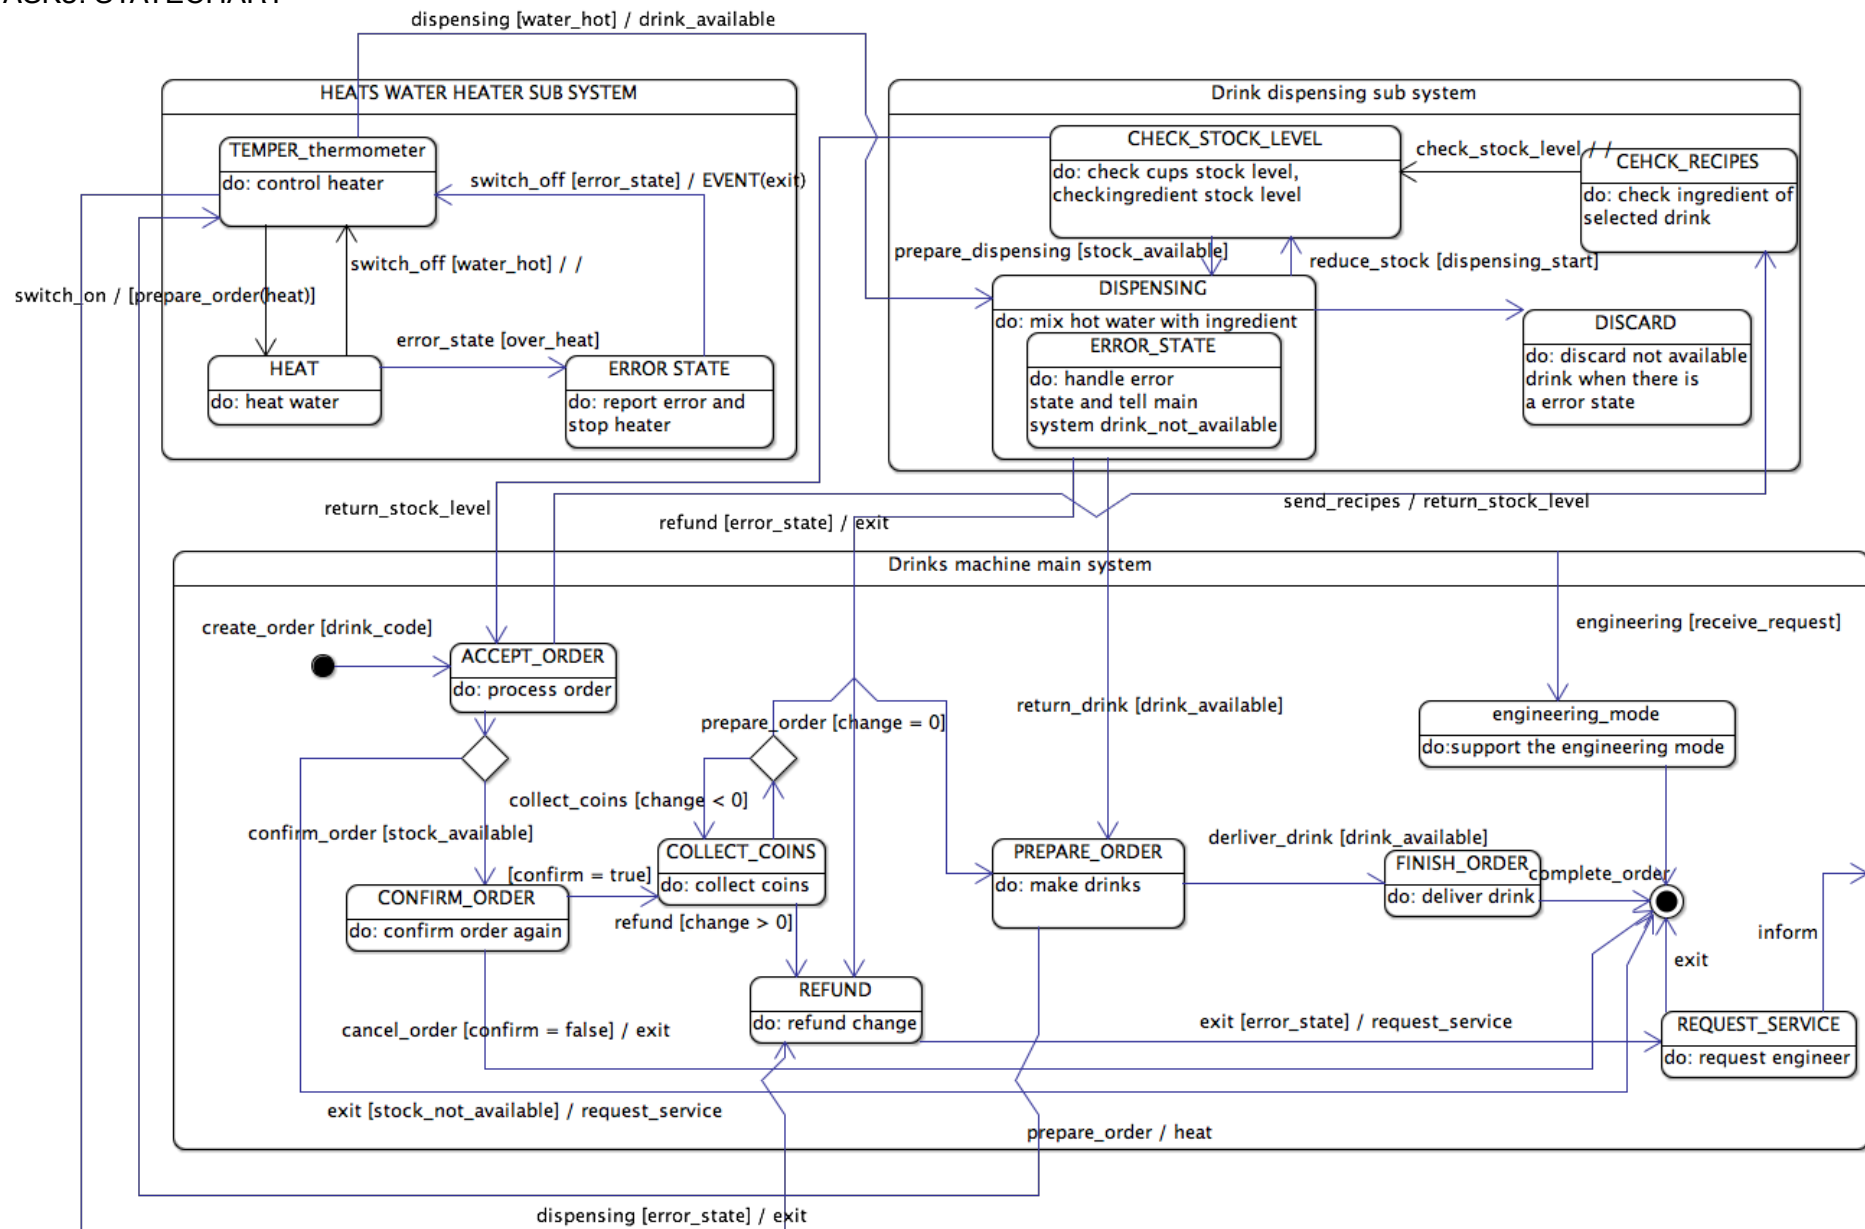 dispensing [water_hot] / drink_available
HEATS WATER HEATER SUB SYSTEM
TEMPER_thermometer
do: control heater
switch_off [error_state] / EVENT(exit)
switch_off [water_hot] / /
switch_on / [prepare_order(heat)]
error_state [over_heat]
HEAT
do: heat water
ERROR STATE
do: report error and
stop heater
Drink dispensing sub system
CHECK_STOCK_LEVEL
do: check cups stock level,
checkingredient stock level
check_stock_level / /
CEHCK_RECIPES
do: check ingredient of
selected drink
prepare_dispensing [stock_available]
reduce_stock [dispensing_start]
DISPENSING
do: mix hot water with ingredient
ERROR_STATE
do: handle error
state and tell main
system drink_not_available
DISCARD
do: discard not available
drink when there is
a error state
return_stock_level
refund [error_state] / exit
send_recipes / return_stock_level
Drinks machine main system
create_order [drink_code]
ACCEPT_ORDER
do: process order
engineering [receive_request]
prepare_order [change = 0]
return_drink [drink_available]
engineering_mode
do:support the engineering mode
collect_coins [change < 0]
confirm_order [stock_available]
COLLECT_COINS
do: collect coins
[confirm = true]
CONFIRM_ORDER
do: confirm order again
refund [change > 0]
PREPARE_ORDER
do: make drinks
derliver_drink [drink_available]
FINISH_ORDER
do: deliver drink
complete_order
inform
exit
REFUND
do: refund change
cancel_order [confirm = false] / exit
exit [error_state] / request_service
REQUEST_SERVICE
do: request engineer
exit [stock_not_available] / request_service
prepare_order / heat
dispensing [error_state] / exit